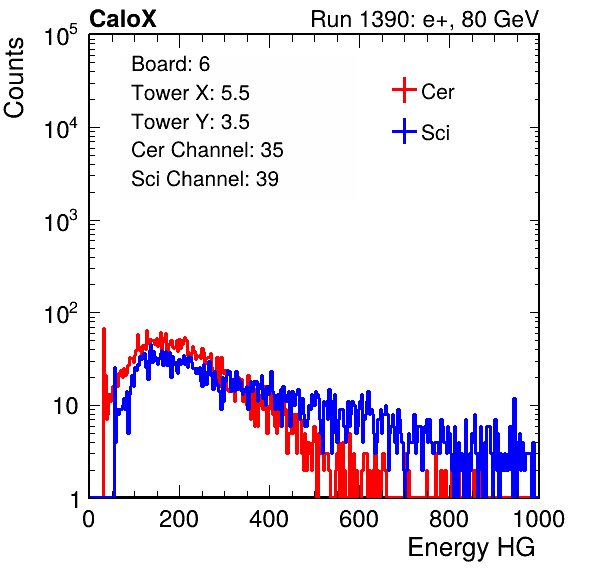 CaloX Run 1390: e+, 80 GeV
Counts
10^5
10^4
10^3
10^2
10
1
Board: 6
Tower X: 5.5
Tower Y: 3.5
Cer Channel: 35
Sci Channel: 39
Cer
Sci
0 200 400 600 800 1000
Energy HG